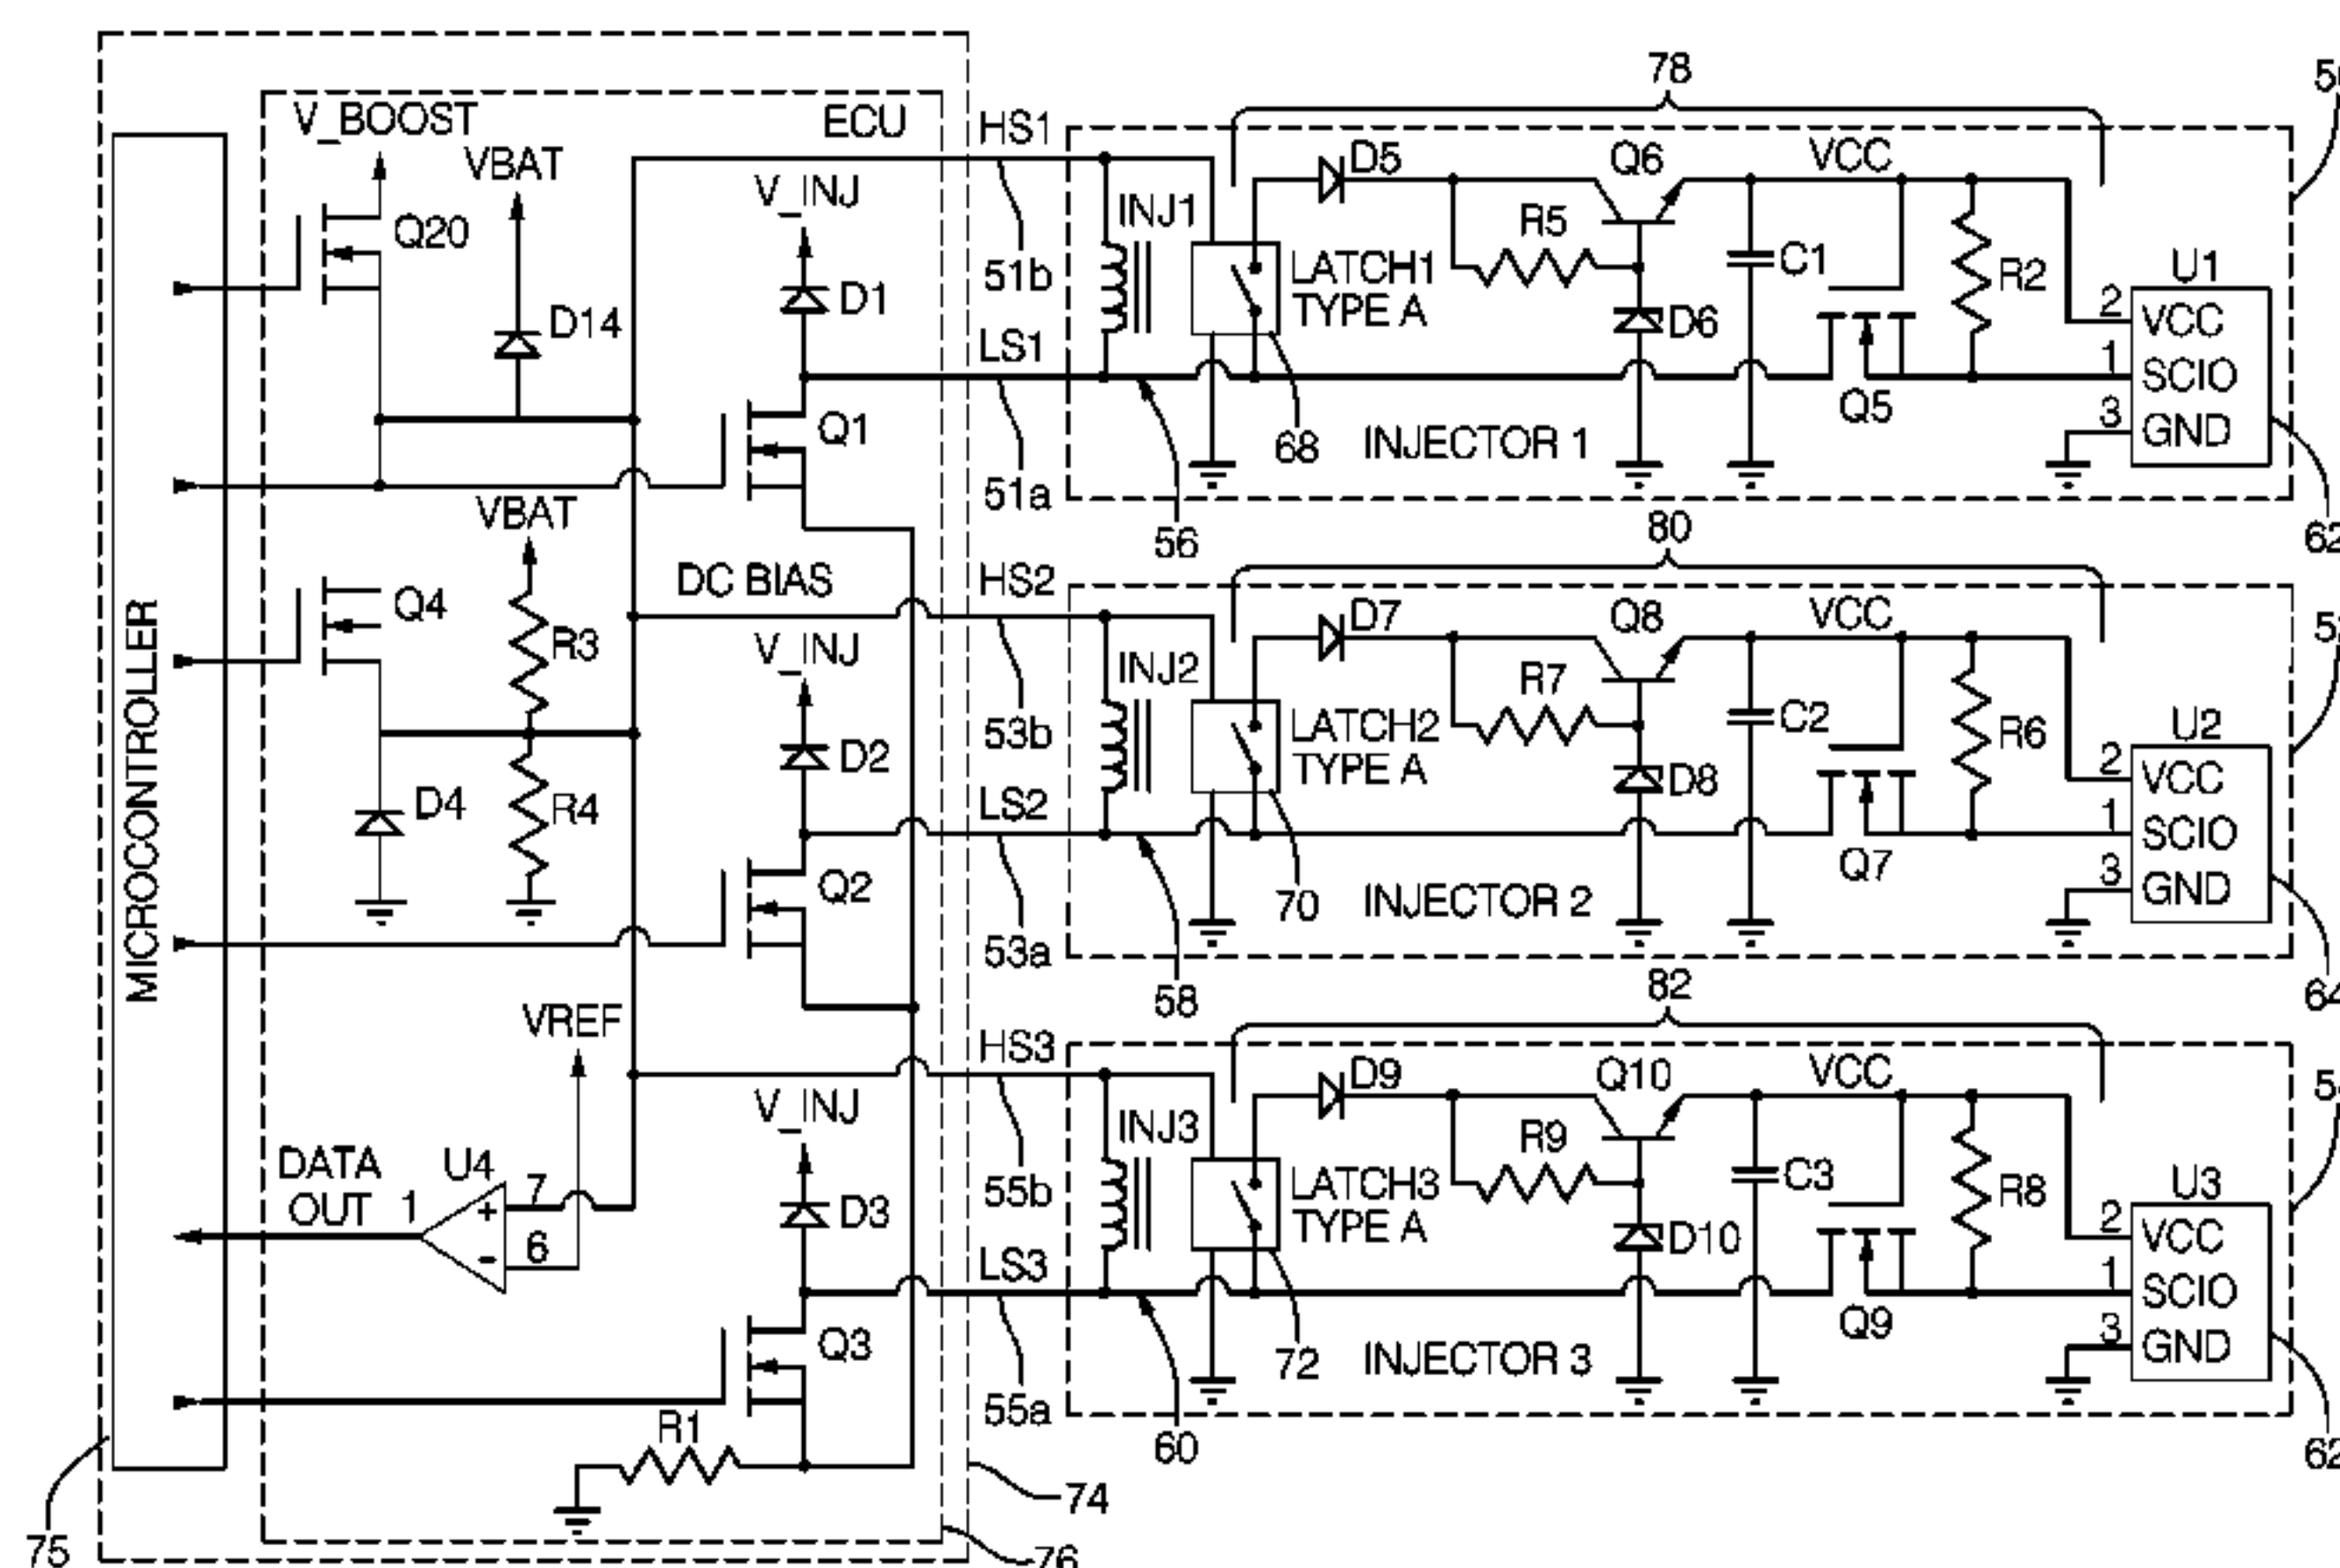 78
V_BOOST
ECU
HS1
VBAT
V_INJ
D5
Q6
VCC
Q20
INJ1
R5
51b
LATCH1
TYPE A
C1
R2
U1
D14
D1
D6
2 VCC
LS1
1 SCIO
Q1
Q5
3 GND
68
INJECTOR 1
51a
62
VBAT
56
80
Q4
DC BIAS
HS2
D7
Q8
VCC
R3
V_INJ
INJ2
R7
MICROCONTROLLER
53b
LATCH2
TYPE A
C2
R6
U2
D4
R4
D2
D8
2 VCC
LS2
1 SCIO
Q2
Q7
3 GND
70
INJECTOR 2
53a
64
58
82
VREF
HS3
D9
Q10
VCC
V_INJ
INJ3
R9
DATA
OUT
1
U4
7
+
6
-
55b
LATCH3
TYPE A
C3
R8
U3
D3
D10
2 VCC
LS3
1 SCIO
Q3
Q9
3 GND
72
INJECTOR 3
55a
R1
60
62
74
75
76